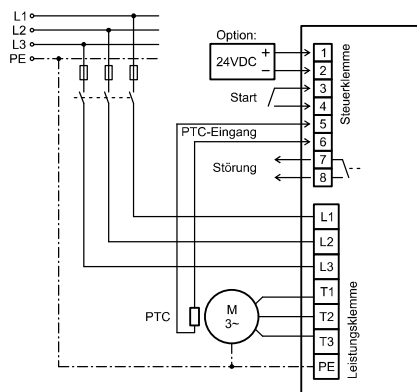 L1
L2
L3
PE
Option:
24VDC
+
−
Start
PTC-Eingang
Störung
1
2
3
4
5
6
7
8
Steuerklemme
L1
L2
L3
T1
T2
T3
PE
Leistungsklemme
PTC
M
3~